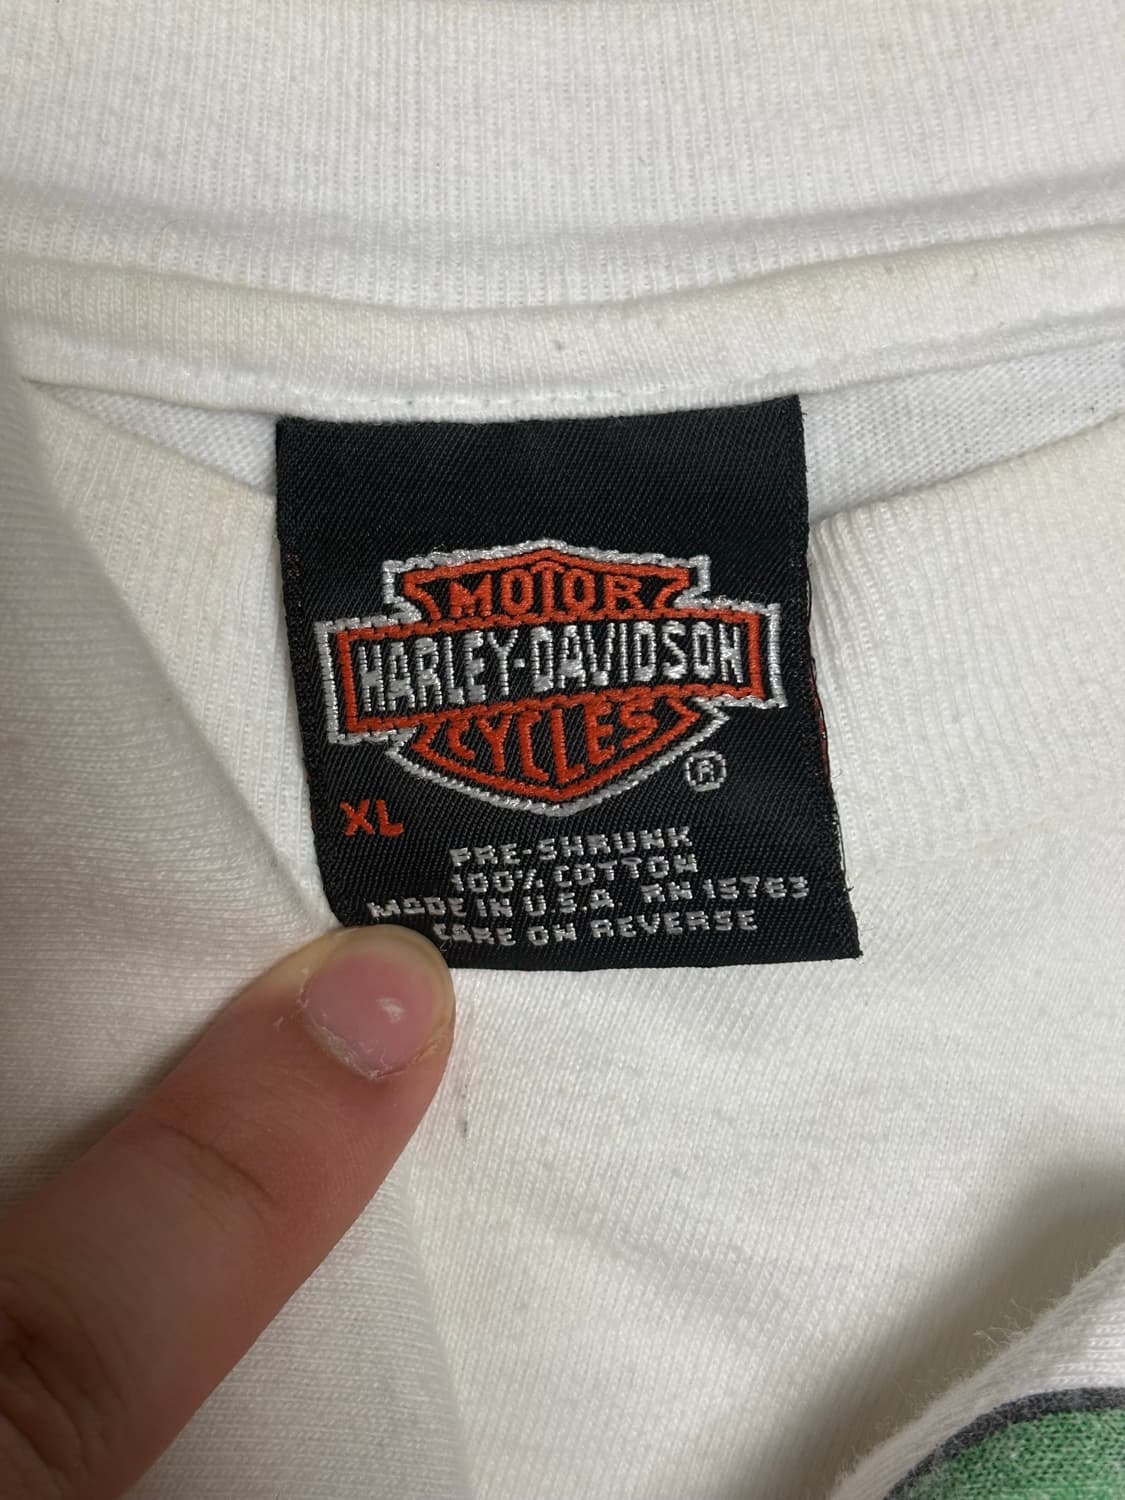 MOTOR
HARLEY-DAVIDSON
CYCLES
®
XL
PRE-SHRUNK
100% COTTON
MADE IN U.S.A. RN 15763
CARE ON REVERSE